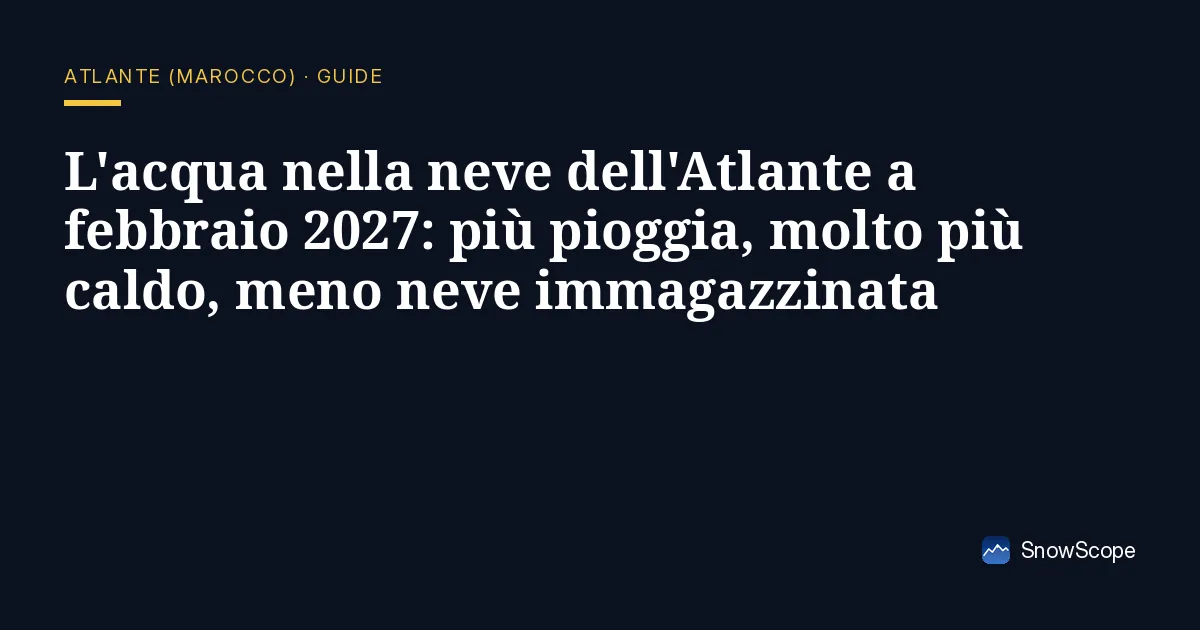 ATLANTE (MAROCCO) · GUIDE
L'acqua nella neve dell'Atlante a
febbraio 2027: più pioggia, molto più
caldo, meno neve immagazzinata
SnowScope